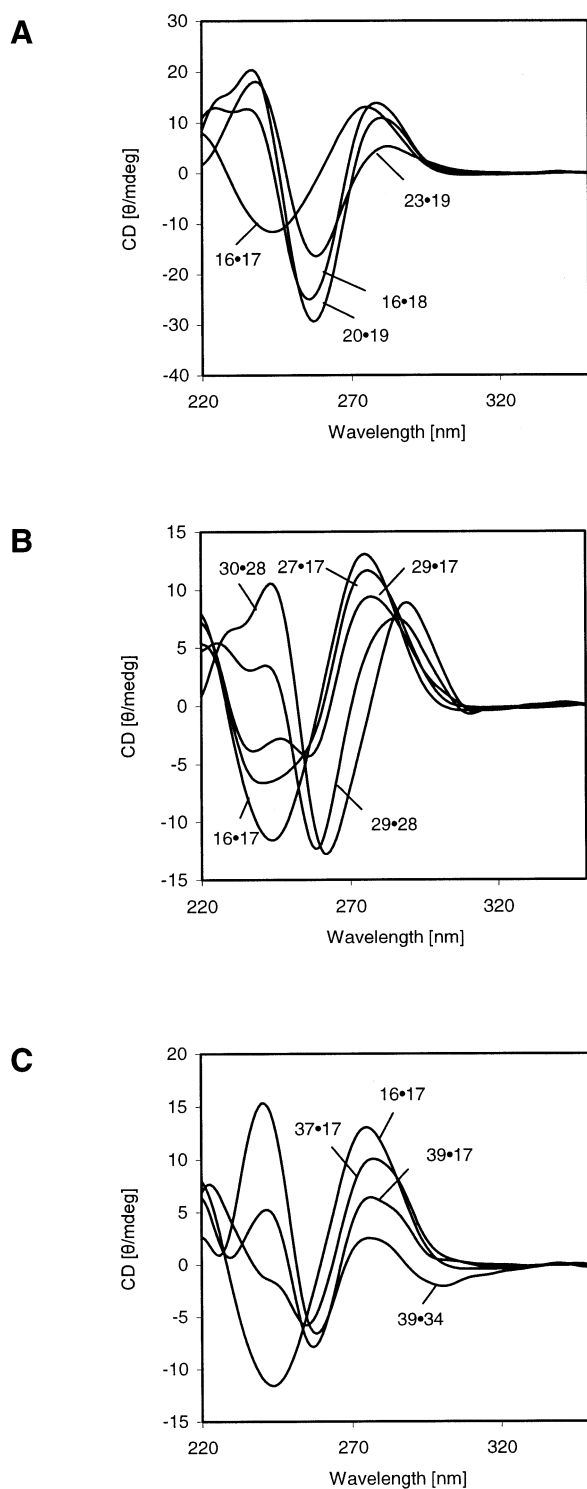 A
30
20
10
0
-10
-20
-30
-40
CD [θ/mdeg]
23•19
16•17
16•18
20•19
220 270 320
Wavelength [nm]
B
15
10
5
0
-5
-10
-15
CD [θ/medg]
30•28 27•17 29•17
16•17
29•28
220 270 320
Wavelength [nm]
C
20
15
10
5
0
-5
-10
-15
CD [θ/mdeg]
16•17
37•17
39•17
39•34
220 270 320
Wavelength [nm]